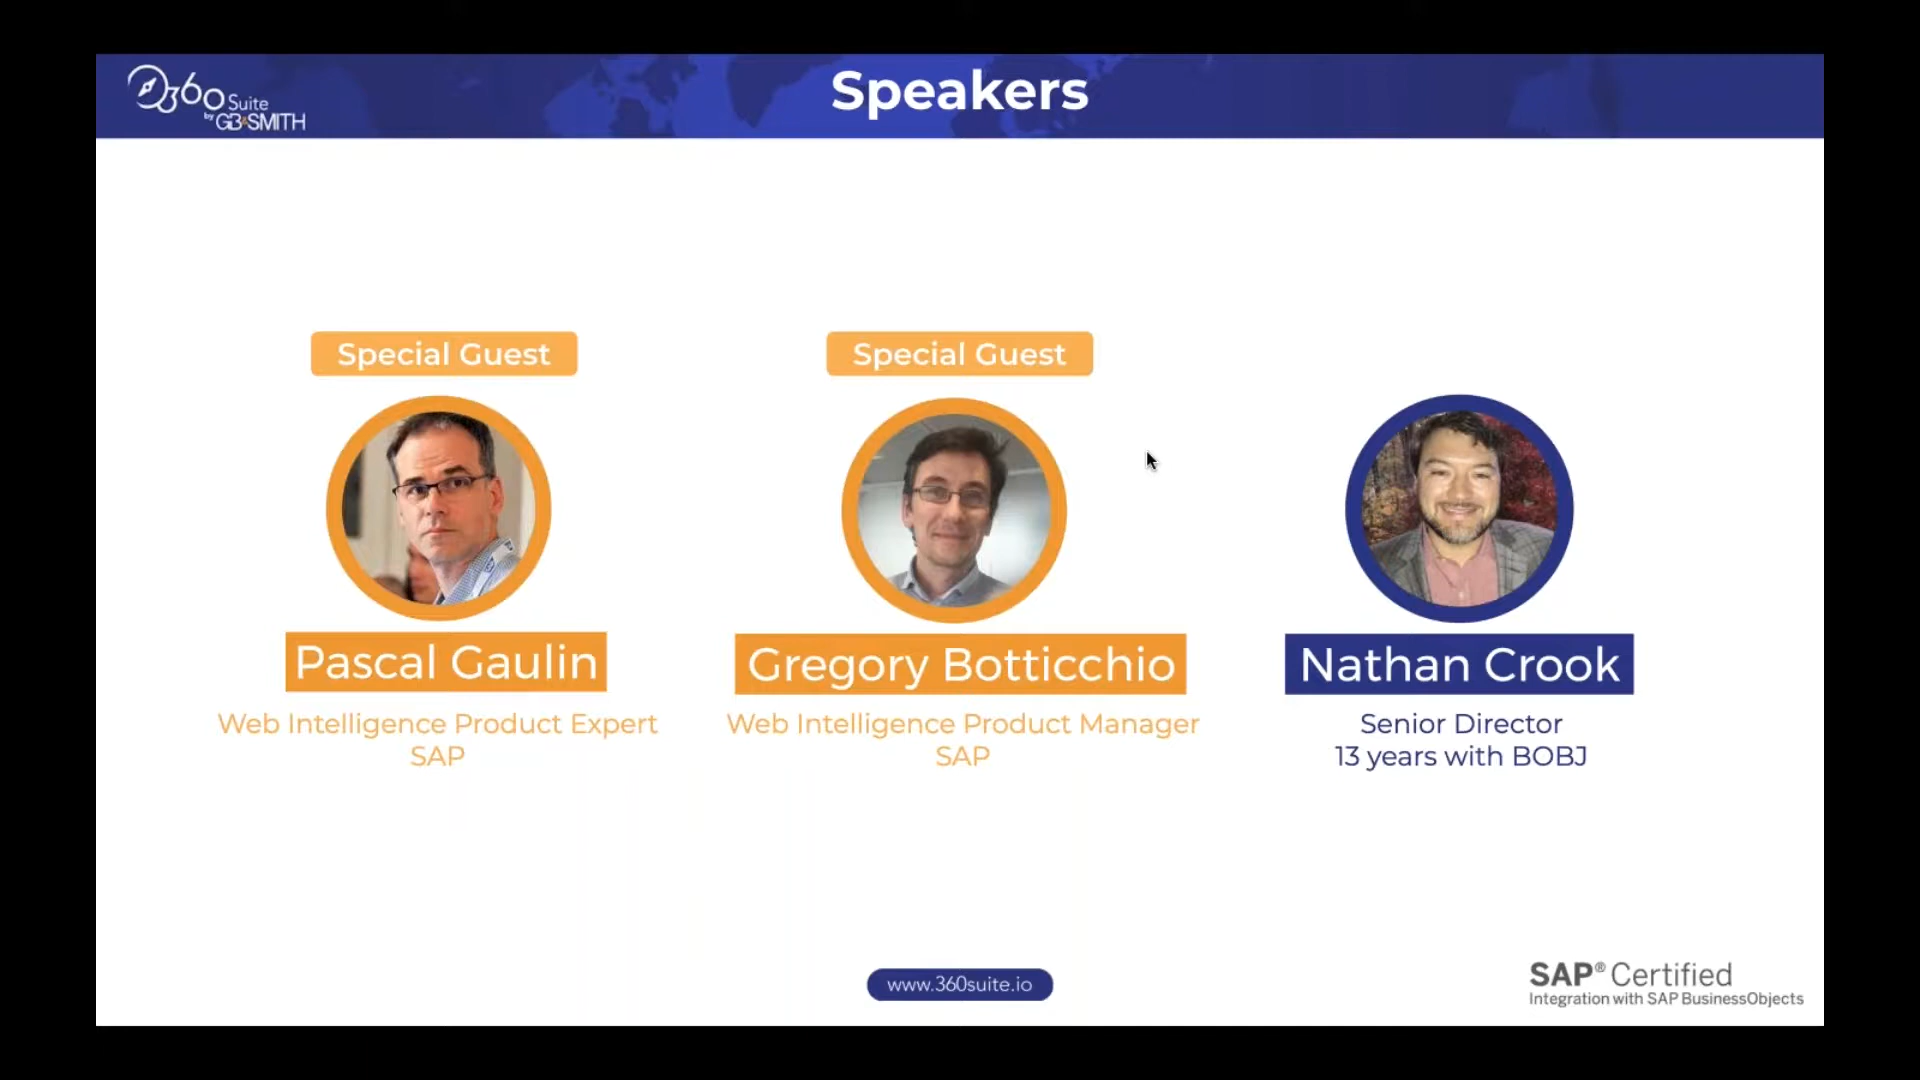 360Suite
by GB&SMITH
Speakers
Special Guest
Special Guest
Pascal Gaulin
Gregory Botticchio
Nathan Crook
Web Intelligence Product Expert
SAP
Web Intelligence Product Manager
SAP
Senior Director
13 years with BOBJ
www.360suite.io
SAP® Certified
Integration with SAP BusinessObjects